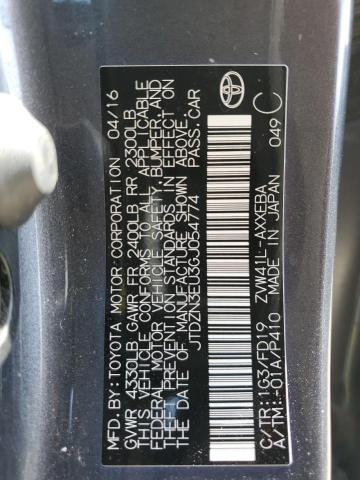 MFD.BY:TOYOTA MOTOR CORPORATION 04/16
GVWR 4330LB GAWR FR 2400LB RR 2300LB
THIS VEHICLE CONFORMS TO ALL APPLICABLE
FEDERAL MOTOR VEHICLE SAFETY,BUMPER,AND
THEFT PREVENTION STANDARDS IN EFFECT ON
THE DATE OF MANUFACTURE SHOWN ABOVE.
JTDZN3EU3GJ054774 PASS.CAR
ZVW41L-AXXEBA
C/TR:1G3/FD19 049 C
A/TM:-01A/P410 MADE IN JAPAN